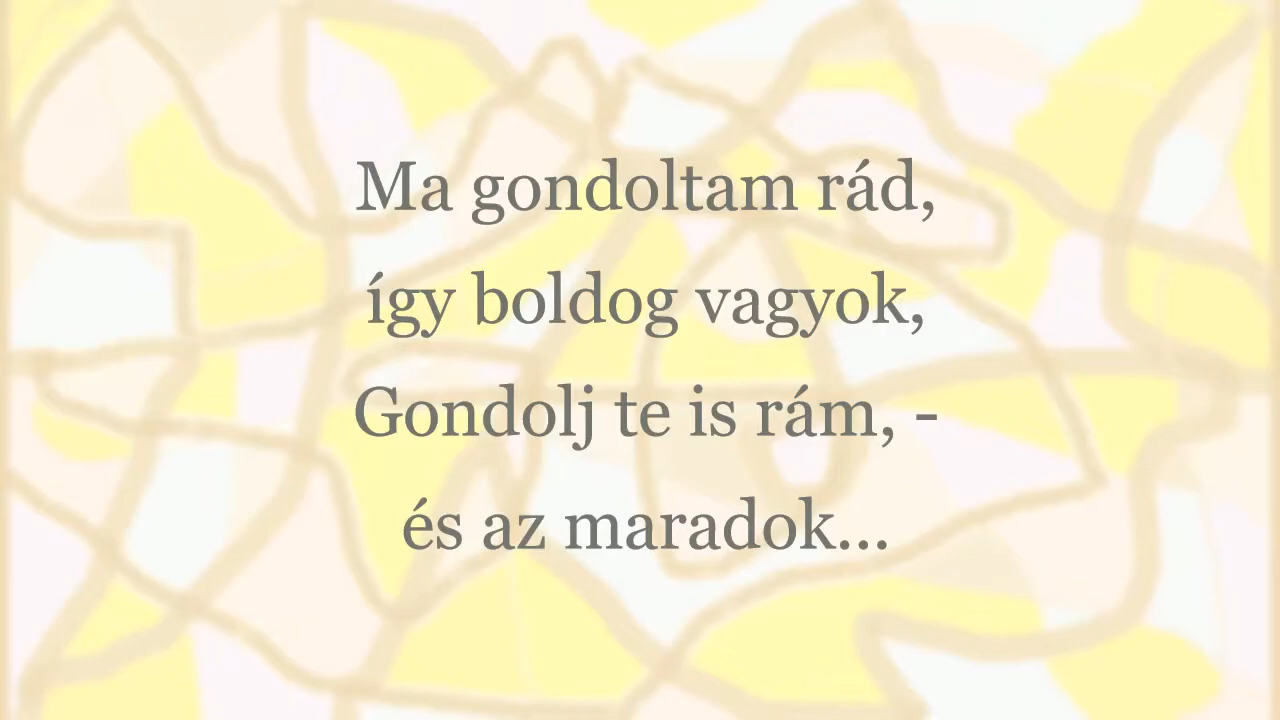 Ma gondoltam rád,
így boldog vagyok,
Gondolj te is rám, -
és az maradok...